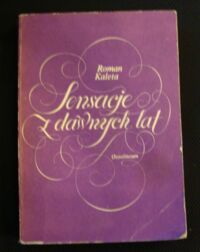 Roman
Kaleta
Sensacje
z dawnych lat
Ossolineum